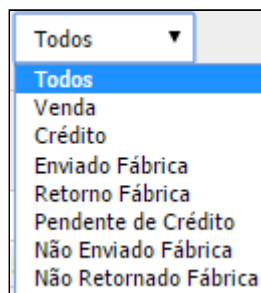 Todos
Todos
Venda
Crédito
Enviado Fábrica
Retorno Fábrica
Pendente de Crédito
Não Enviado Fábrica
Não Retornado Fábrica